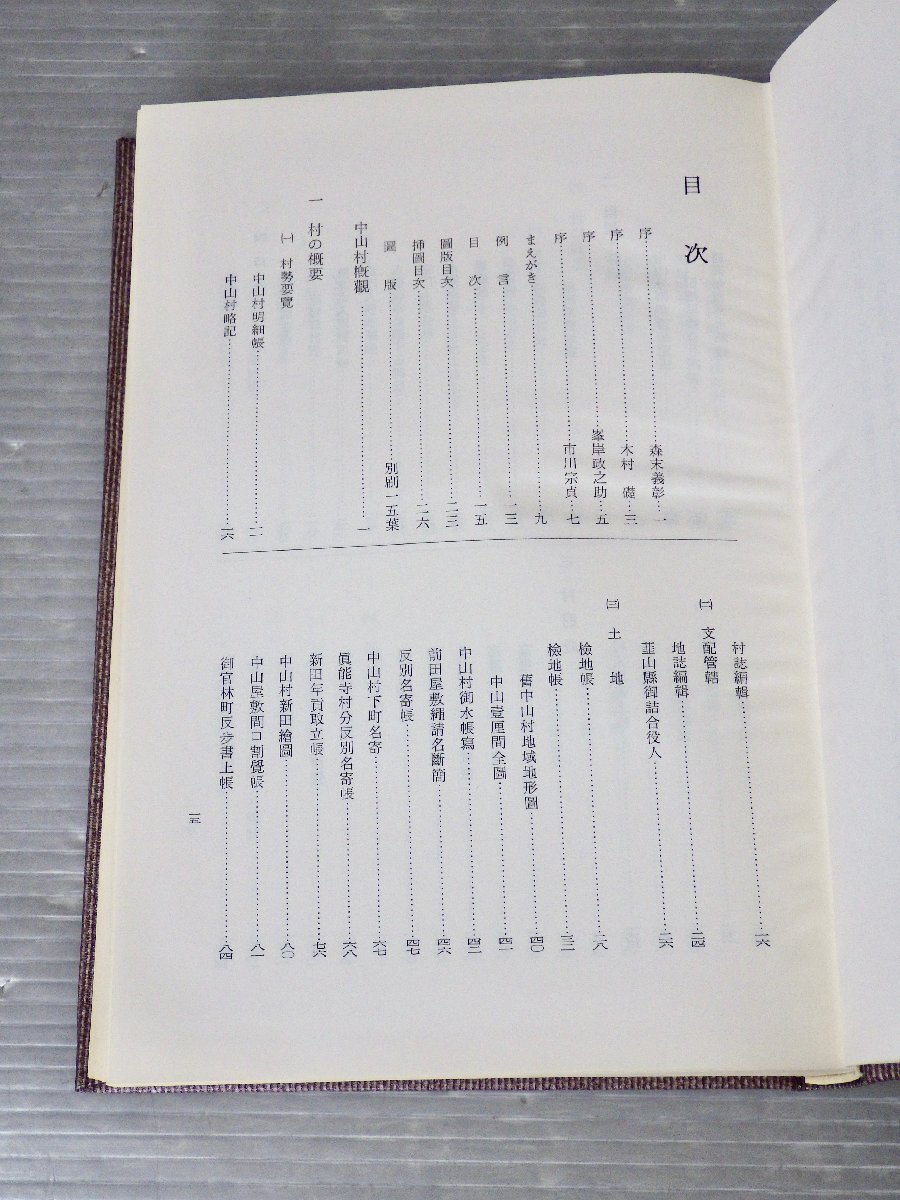 目次
序……森末義彰 一
序……木村 礎 三
序……峯岸政之助 五
序……市川宗貞 七
まえがき……九
例言……一三
目次……一五
圖版目次……二三
挿圖目次……二六
圖版……別刷一五葉
中山村槪觀……一
一 村の槪要
㈠ 村勢要覽
中山村明細帳……二
中山村略記……一六
村誌編輯……一六
㈡ 支配管轄
地誌編輯……二四
韮山縣御詰合役人……二六
㈢ 土地
檢地帳……二八
檢地帳……三二
舊中山村地域地形圖……四〇
中山壹厘間全圖……四一
中山村御水帳寫……四二
前田屋敷繩請名斷簡……四六
反別名寄帳……四七
中山村下町名寄……六七
眞能寺村分反別名寄帳……六八
新田年貢取立帳……七六
中山村新田繪圖……八〇
中山屋敷間口割覺帳……八一
御官林町反步書上帳……八四
一五